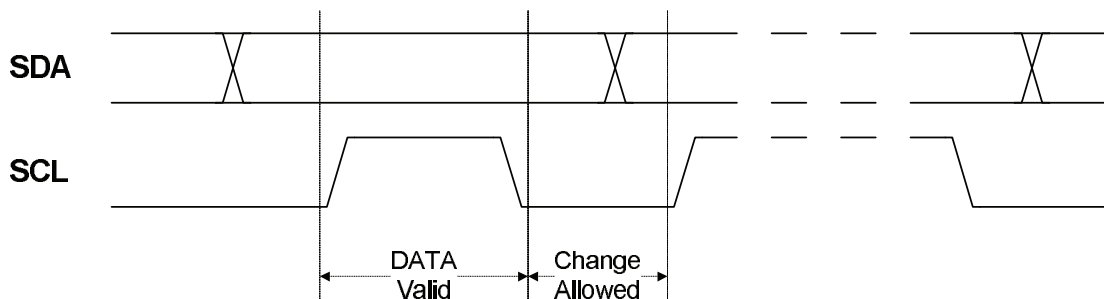 SDA
SCL
DATA
Valid
Change
Allowed